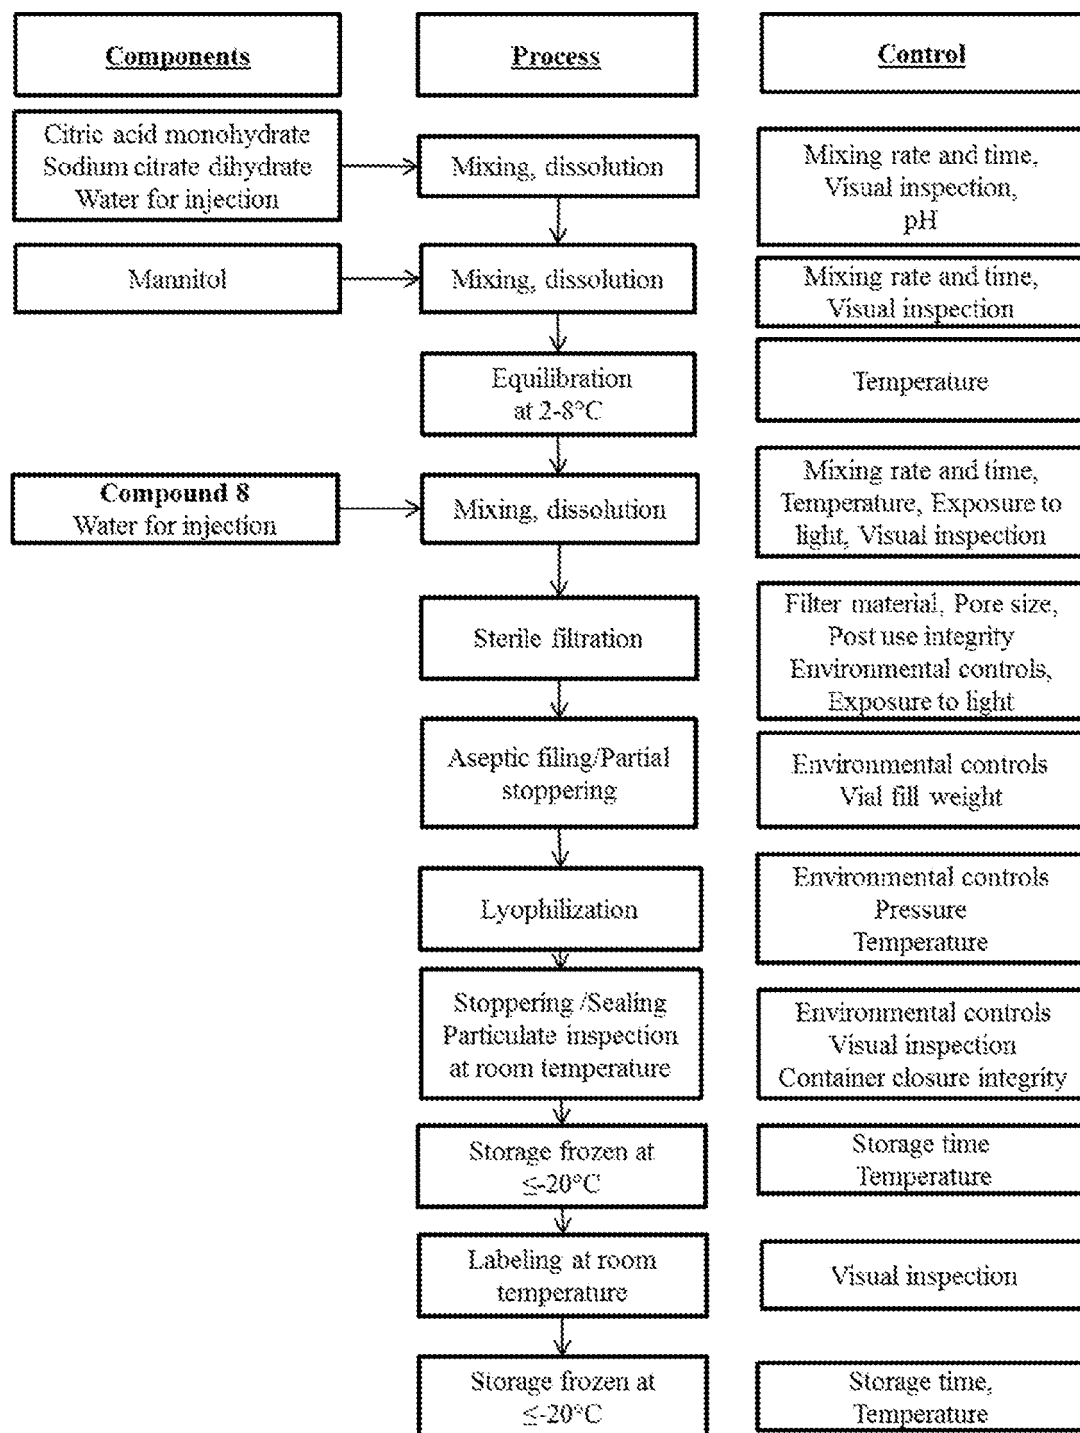 Components
Process
Control
Citric acid monohydrate
Sodium citrate dihydrate
Water for injection
Mixing, dissolution
Mixing rate and time,
Visual inspection,
pH
Mannitol
Mixing, dissolution
Mixing rate and time,
Visual inspection
Equilibration
at 2-8°C
Temperature
Compound 8
Water for injection
Mixing, dissolution
Mixing rate and time,
Temperature, Exposure to
light, Visual inspection
Sterile filtration
Filter material, Pore size,
Post use integrity
Environmental controls,
Exposure to light
Aseptic filing/Partial
stoppering
Environmental controls
Vial fill weight
Lyophilization
Environmental controls
Pressure
Temperature
Stoppering /Sealing
Particulate inspection
at room temperature
Environmental controls
Visual inspection
Container closure integrity
Storage frozen at
≤-20°C
Storage time
Temperature
Labeling at room
temperature
Visual inspection
Storage frozen at
≤-20°C
Storage time,
Temperature